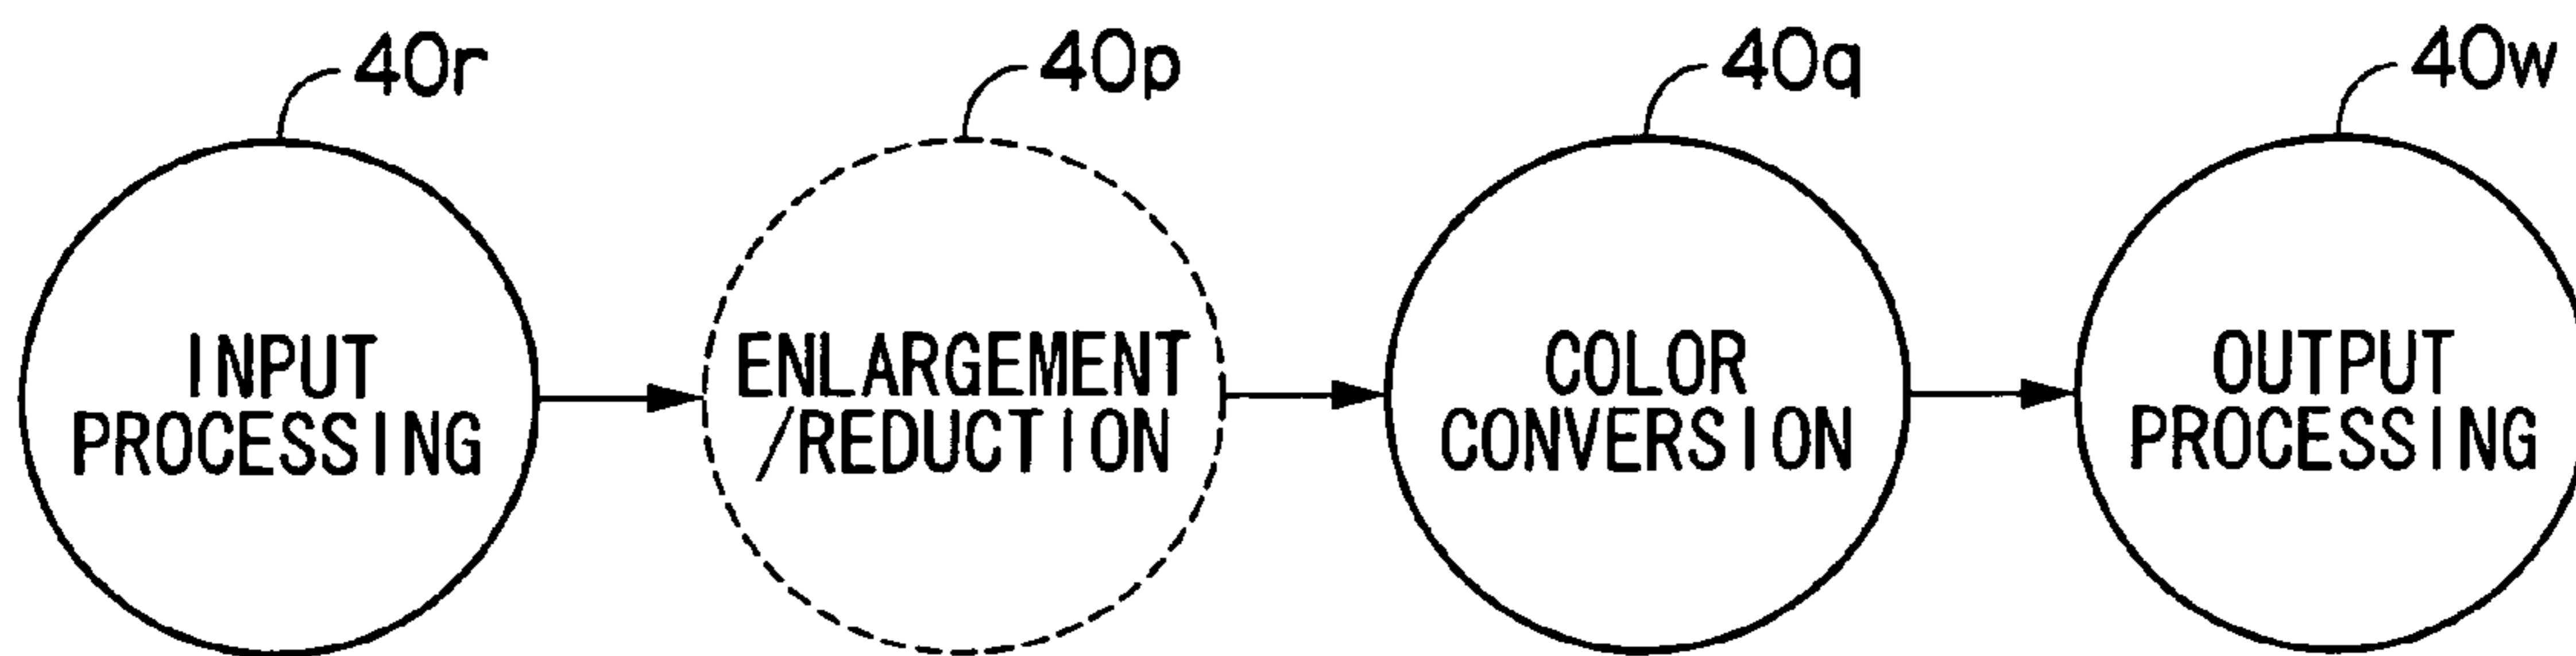 40r
40p
40q
40w
INPUT
PROCESSING
ENLARGEMENT
/REDUCTION
COLOR
CONVERSION
OUTPUT
PROCESSING